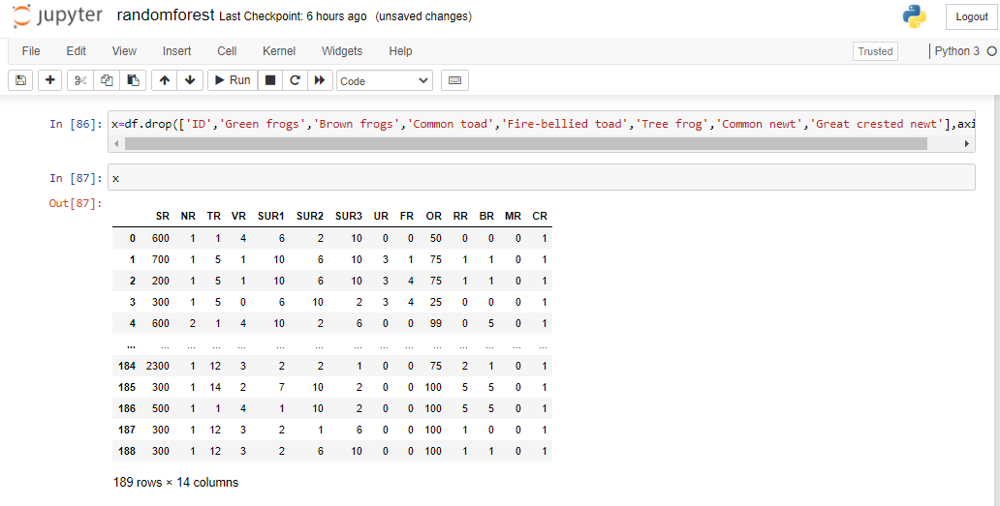 jupyter randomforest Last Checkpoint: 6 hours ago (unsaved changes) Logout
File Edit View Insert Cell Kernel Widgets Help Trusted Python 3
Run Code
In [86]: x=df.drop(['ID','Green frogs','Brown frogs','Common toad','Fire-bellied toad','Tree frog','Common newt','Great crested newt'],axi
In [87]: x
Out[87]:
SR NR TR VR SUR1 SUR2 SUR3 UR FR OR RR BR MR CR
0 600 1 1 4 6 2 10 0 0 50 0 0 0 1
1 700 1 5 1 10 6 10 3 1 75 1 1 0 1
2 200 1 5 1 10 6 10 3 4 75 1 1 0 1
3 300 1 5 0 6 10 2 3 4 25 0 0 0 1
4 600 2 1 4 10 2 6 0 0 99 0 5 0 1
... ... ... ... ... ... ... ... ... ... ... ... ... ... ...
184 2300 1 12 3 2 2 1 0 0 75 2 1 0 1
185 300 1 14 2 7 10 2 0 0 100 5 5 0 1
186 500 1 1 4 1 10 2 0 0 100 5 5 0 1
187 300 1 12 3 2 1 6 0 0 100 1 0 0 1
188 300 1 12 3 2 6 10 0 0 100 1 1 0 1
189 rows × 14 columns